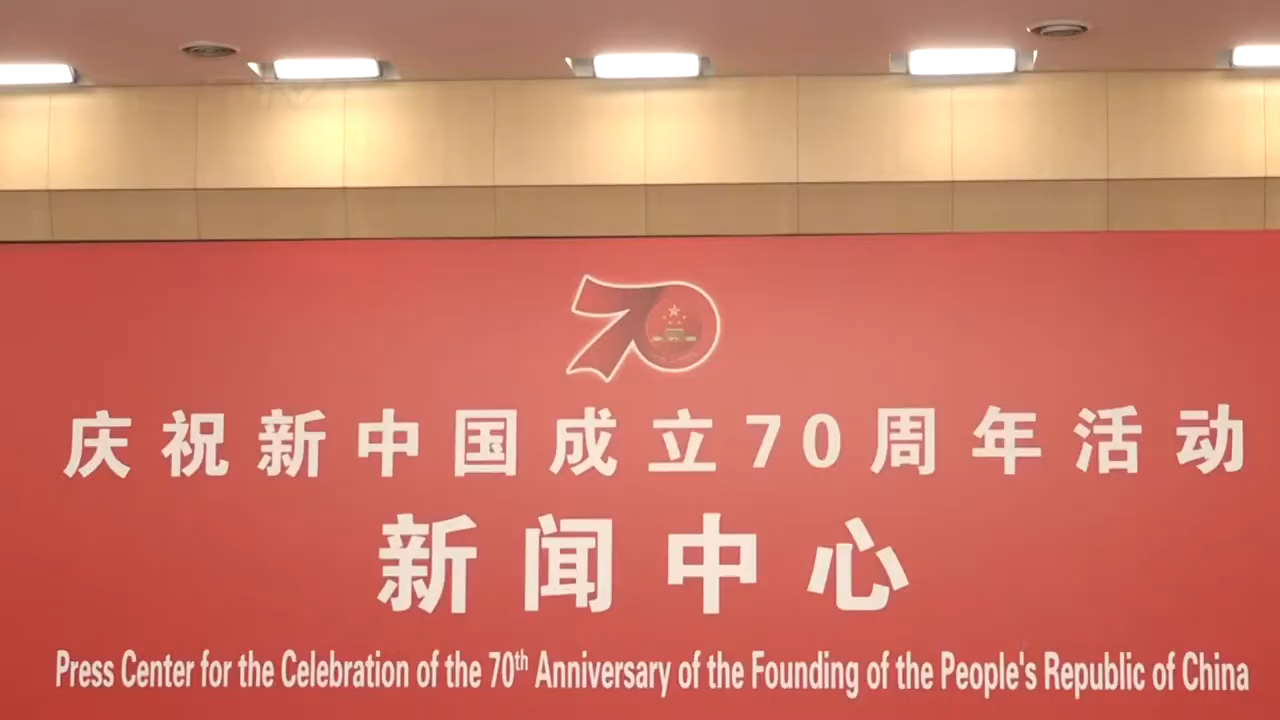 70
庆祝新中国成立70周年活动
新闻中心
Press Center for the Celebration of the 70th Anniversary of the Founding of the People's Republic of China